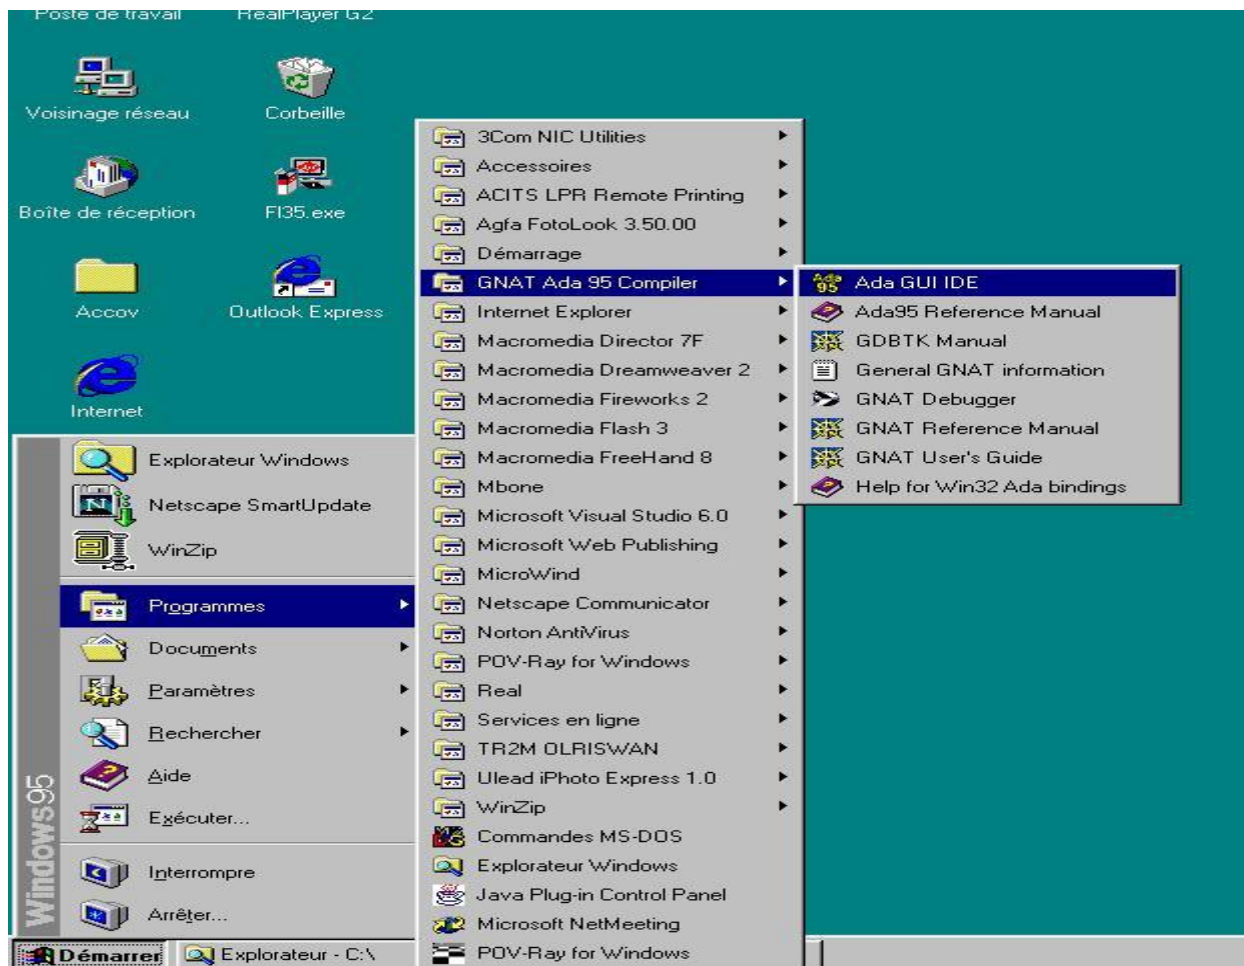 Poste de travail
RealPlayer G2
Voisinage réseau
Corbeille
Boîte de réception
FI35.exe
Accov
Outlook Express
Internet
Explorateur Windows
Netscape SmartUpdate
WinZip
Programmes
Documents
Paramètres
Rechercher
Aide
Exécuter...
Interrompre
Arrêter...
Windows95
3Com NIC Utilities
Accessoires
ACITS LPR Remote Printing
Agfa FotoLook 3.50.00
Démarrage
GNAT Ada 95 Compiler
Internet Explorer
Macromedia Director 7F
Macromedia Dreamweaver 2
Macromedia Fireworks 2
Macromedia Flash 3
Macromedia FreeHand 8
Mbone
Microsoft Visual Studio 6.0
Microsoft Web Publishing
MicroWind
Netscape Communicator
Norton AntiVirus
POV-Ray for Windows
Real
Services en ligne
TR2M OLRISWAN
Ulead iPhoto Express 1.0
WinZip
Commandes MS-DOS
Explorateur Windows
Java Plug-in Control Panel
Microsoft NetMeeting
POV-Ray for Windows
Ada GUI IDE
Ada95 Reference Manual
GDBTK Manual
General GNAT information
GNAT Debugger
GNAT Reference Manual
GNAT User's Guide
Help for Win32 Ada bindings
Démarrer
Explorateur - C:\